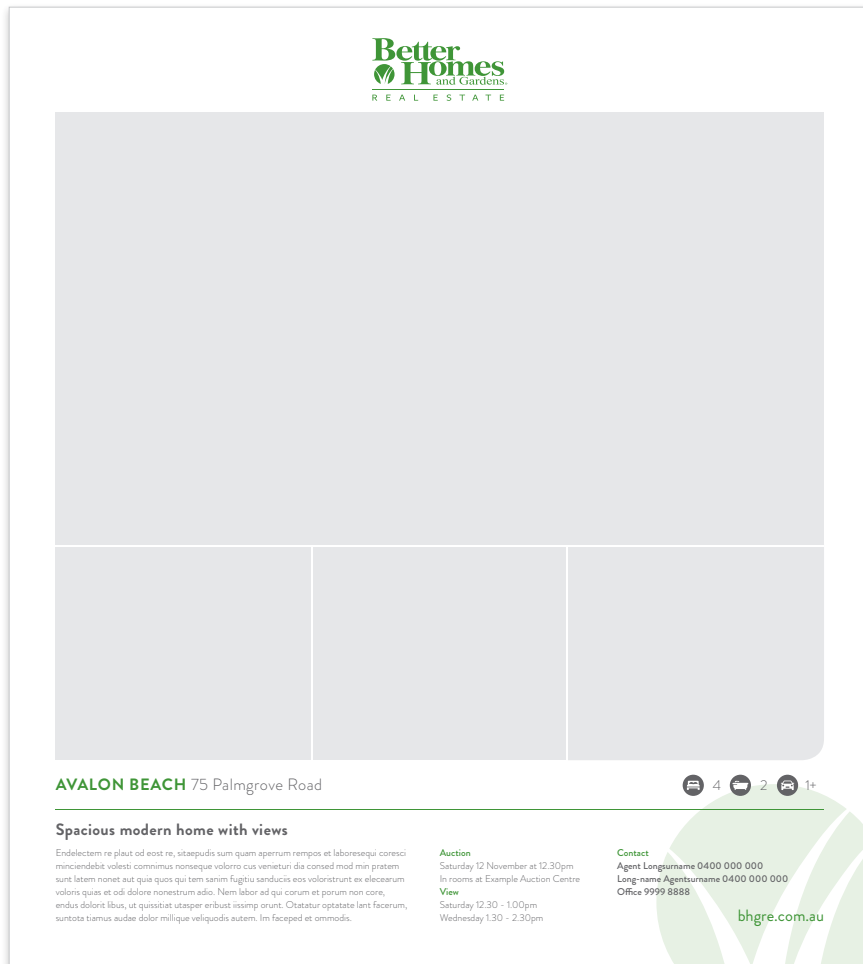 Better
Homes
and Gardens.
REAL ESTATE
AVALON BEACH 75 Palmgrove Road
4 2 1+
Spacious modern home with views
Endelectem re plaut od eost re, sitaepudis sum quam aperrum rempos et laboresequi coresci
minciendebit volesti comnimus nonseque volorro cus venieturi dia consed mod min pratem
sunt latem nonet aut quia quos qui tem sanim fugitiu sanduciis eos voloristrunt ex elecearum
voloris quias et odi dolore nonestrum adio. Nem labor ad qui corum et porum non core,
endus dolorit libus, ut quissitiat utasper eribust iissimp orunt. Otatatur optatate lant facerum,
suntota tiamus audae dolor millique veliquodis autem. Im faceped et ommodis.
Auction
Saturday 12 November at 12.30pm
In rooms at Example Auction Centre
View
Saturday 12.30 - 1.00pm
Wednesday 1.30 - 2.30pm
Contact
Agent Longsurname 0400 000 000
Long-name Agentsurname 0400 000 000
Office 9999 8888
bhgre.com.au